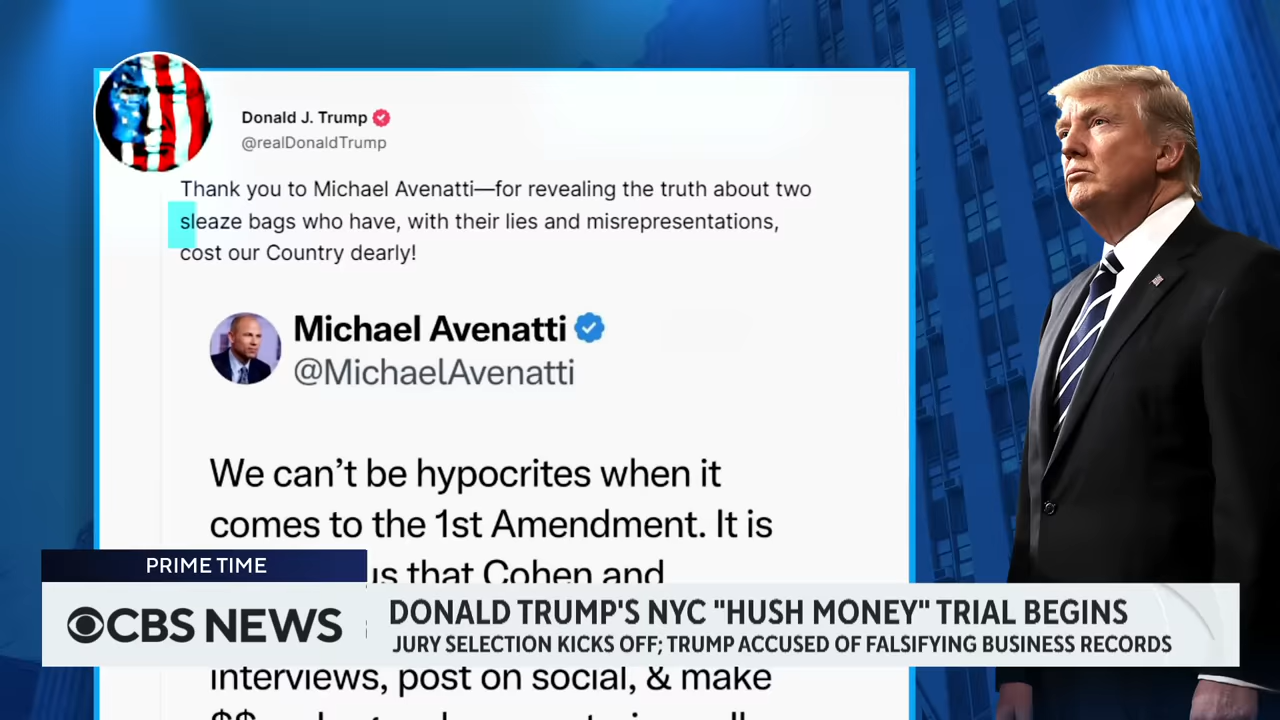 Donald J. Trump
@realDonaldTrump
Thank you to Michael Avenatti—for revealing the truth about two
sleaze bags who have, with their lies and misrepresentations,
cost our Country dearly!
Michael Avenatti
@MichaelAvenatti
We can't be hypocrites when it
comes to the 1st Amendment. It is
that Cohen and
interviews, post on social, & make
PRIME TIME
CBS NEWS
DONALD TRUMP'S NYC "HUSH MONEY" TRIAL BEGINS
JURY SELECTION KICKS OFF; TRUMP ACCUSED OF FALSIFYING BUSINESS RECORDS